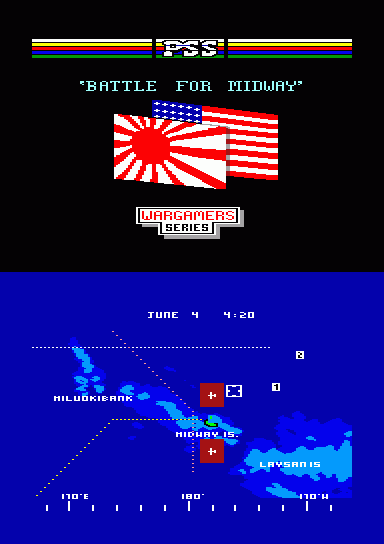 PSS
"BATTLE FOR MIDWAY"
WARGAMERS
SERIES
JUNE 4 4:20
2
1
MILUOKIBANK
MIDWAY IS.
LAYSAN IS
170°E 180° 170°W